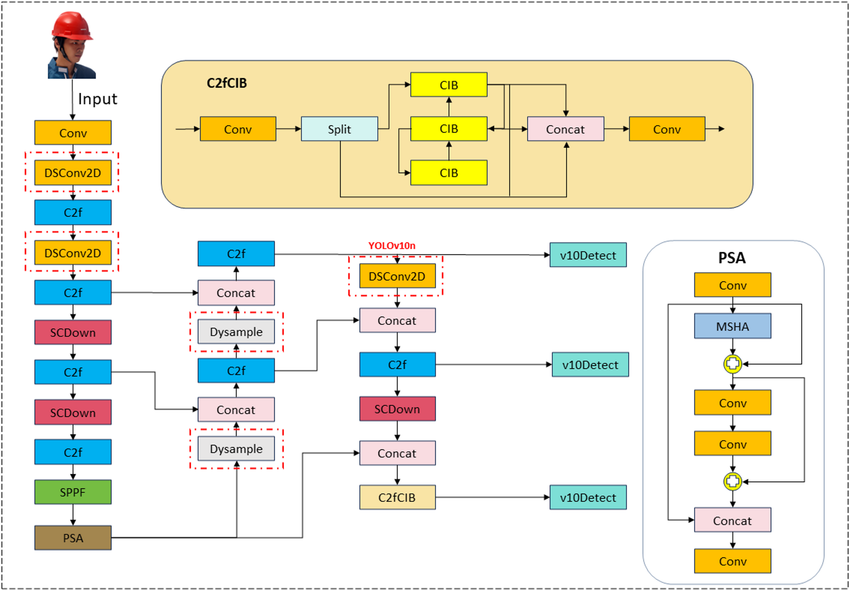 Input
Conv
DSConv2D
C2f
DSConv2D
C2f
SCDown
C2f
SCDown
C2f
SPPF
PSA
C2fCIB
Conv
Split
CIB
CIB
CIB
Concat
Conv
C2f
Concat
Dysample
C2f
Concat
Dysample
YOLOv10n
DSConv2D
Concat
C2f
SCDown
Concat
C2fCIB
v10Detect
v10Detect
v10Detect
PSA
Conv
MSHA
Conv
Conv
Concat
Conv